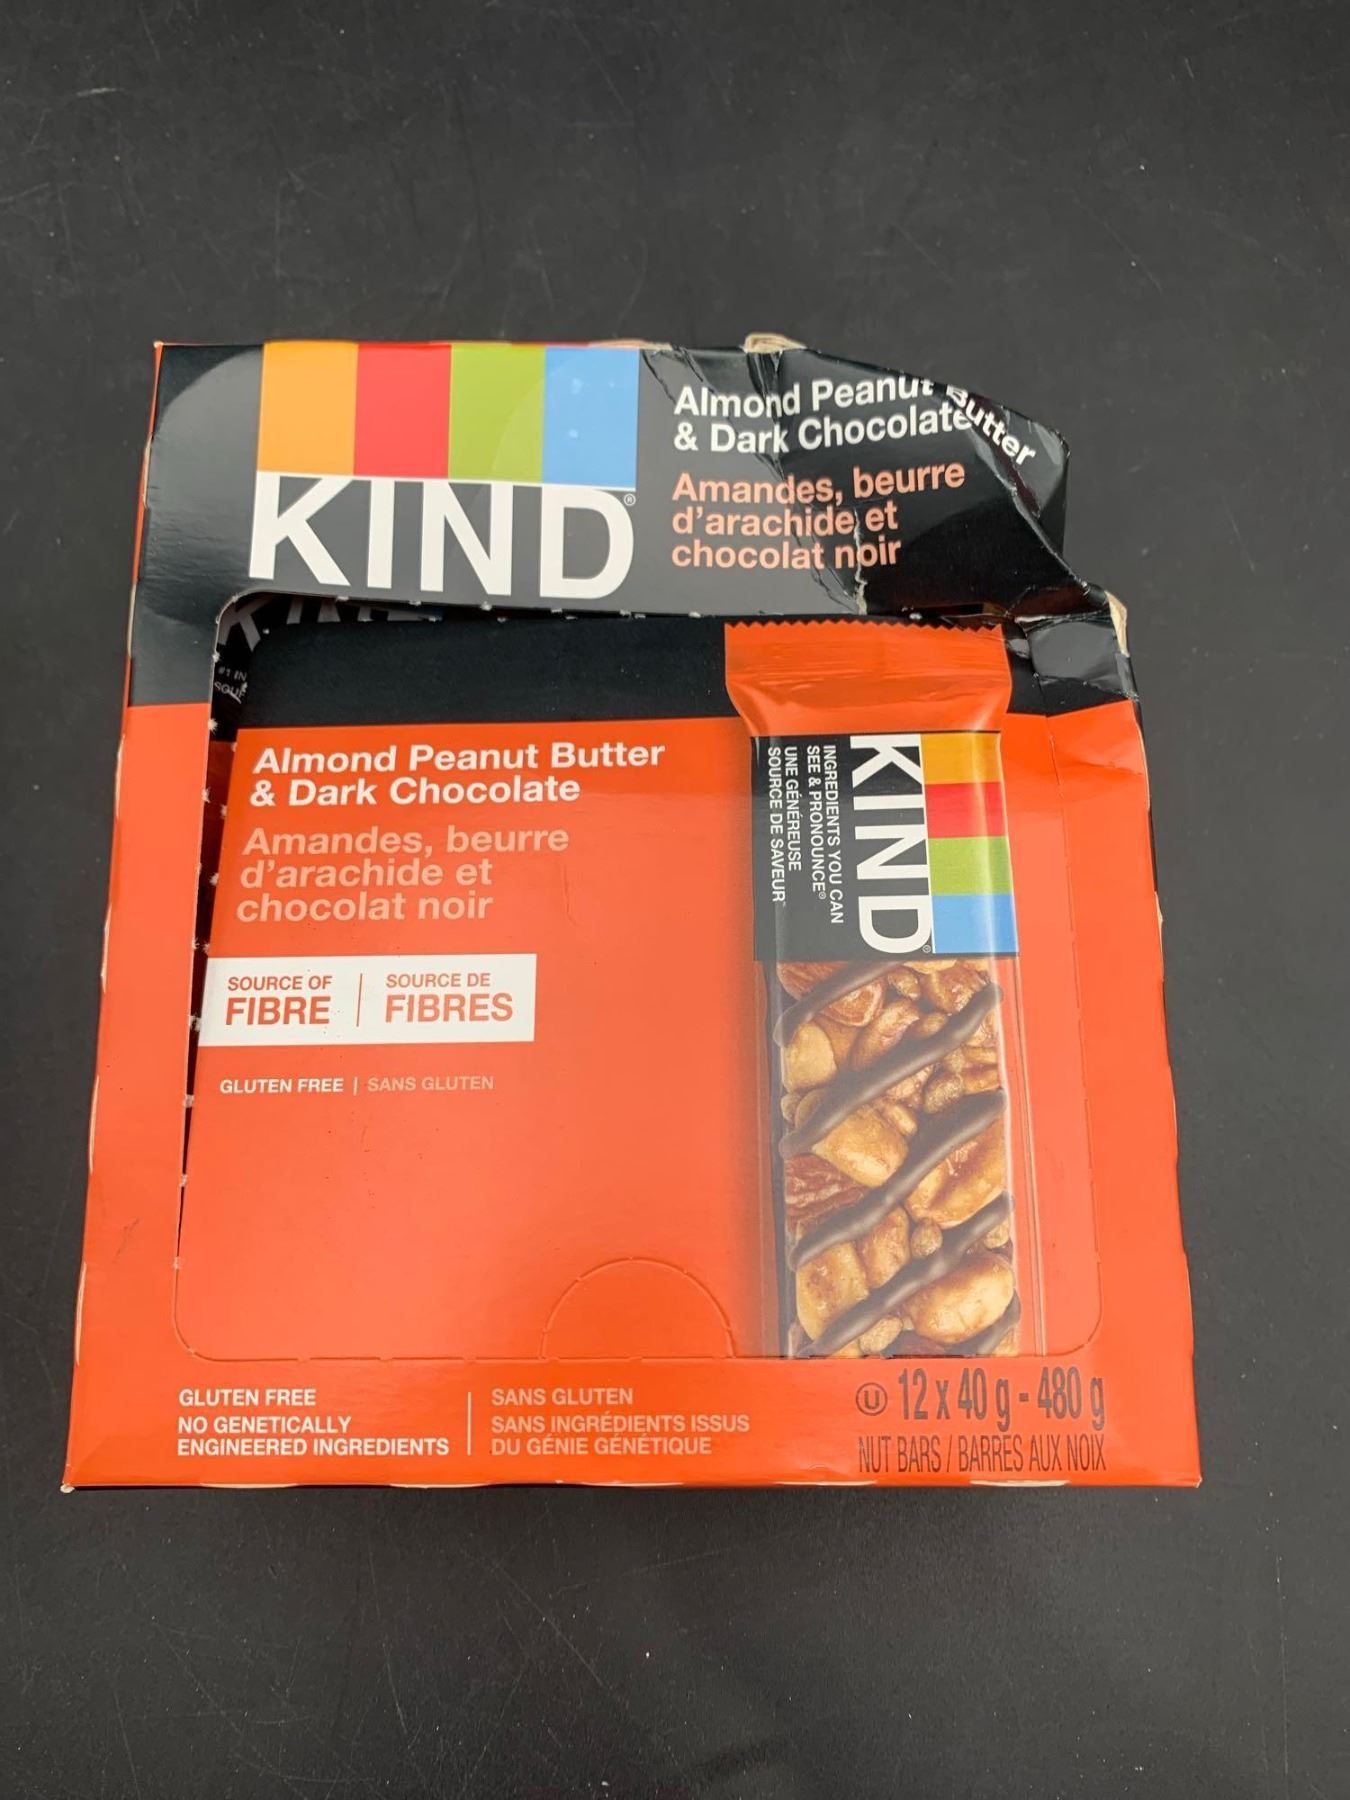 KIND®
Almond Peanut Butter
& Dark Chocolate
Amandes, beurre
d'arachide et
chocolat noir
#1 IN
Almond Peanut Butter
& Dark Chocolate
Amandes, beurre
d'arachide et
chocolat noir
SOURCE OF
FIBRE
SOURCE DE
FIBRES
GLUTEN FREE | SANS GLUTEN
KIND®
INGREDIENTS YOU CAN
SEE & PRONOUNCE®
UNE GÉNÉREUSE
SOURCE DE SAVEUR
GLUTEN FREE
NO GENETICALLY
ENGINEERED INGREDIENTS
SANS GLUTEN
SANS INGRÉDIENTS ISSUS
DU GÉNIE GÉNÉTIQUE
U 12 x 40 g - 480 g
NUT BARS / BARRES AUX NOIX